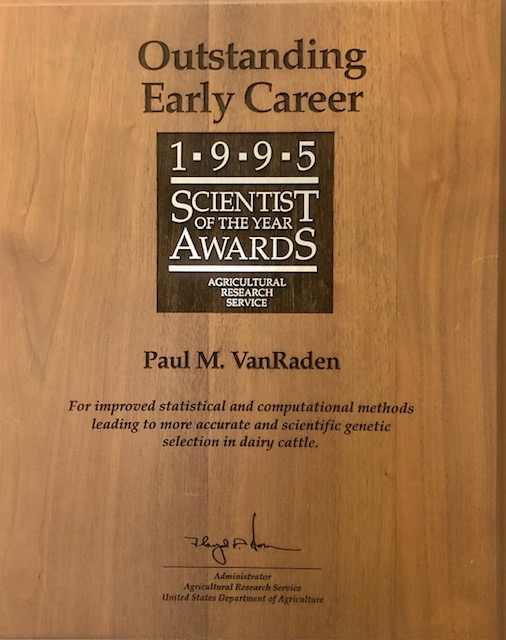 Outstanding
Early Career
1·9·9·5
SCIENTIST
OF THE YEAR
AWARDS
AGRICULTURAL
RESEARCH
SERVICE
Paul M. VanRaden
For improved statistical and computational methods
leading to more accurate and scientific genetic
selection in dairy cattle.
Administrator
Agricultural Research Service
United States Department of Agriculture